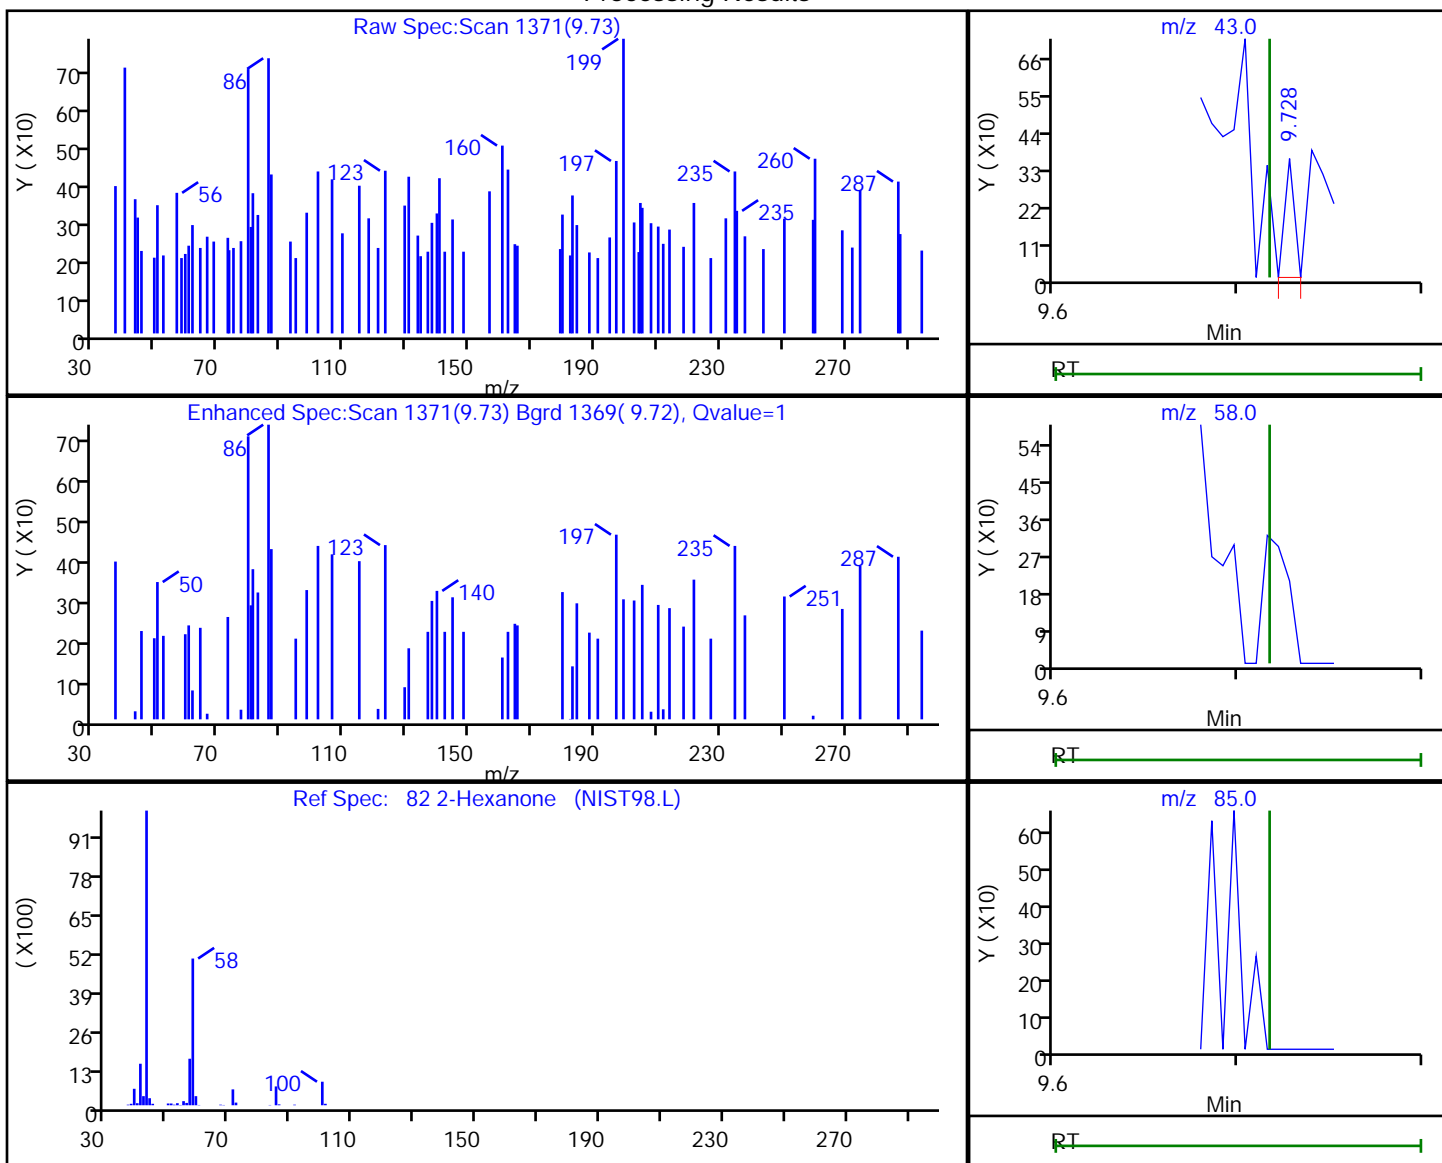 Processing Results
Raw Spec:Scan 1371(9.73)
Y ( X10)
70
60
50
40
30
20
10
0
86
56
123
160
199
197
235
235
260
287
30 70 110 150 190 230 270
m/z
m/z 43.0
Y ( X10)
66
55
44
33
22
11
0
9.728
9.6
Min
RT
Enhanced Spec:Scan 1371(9.73) Bgrd 1369( 9.72), Qvalue=1
Y ( X10)
70
60
50
40
30
20
10
0
86
50
123
140
197
235
251
287
30 70 110 150 190 230 270
m/z
m/z 58.0
Y ( X10)
54
45
36
27
18
9
0
9.6
Min
RT
Ref Spec: 82 2-Hexanone (NIST98.L)
( X100)
91
78
65
52
39
26
13
0
58
100
30 70 110 150 190 230 270
m/z 85.0
Y ( X10)
60
50
40
30
20
10
0
9.6
Min
RT